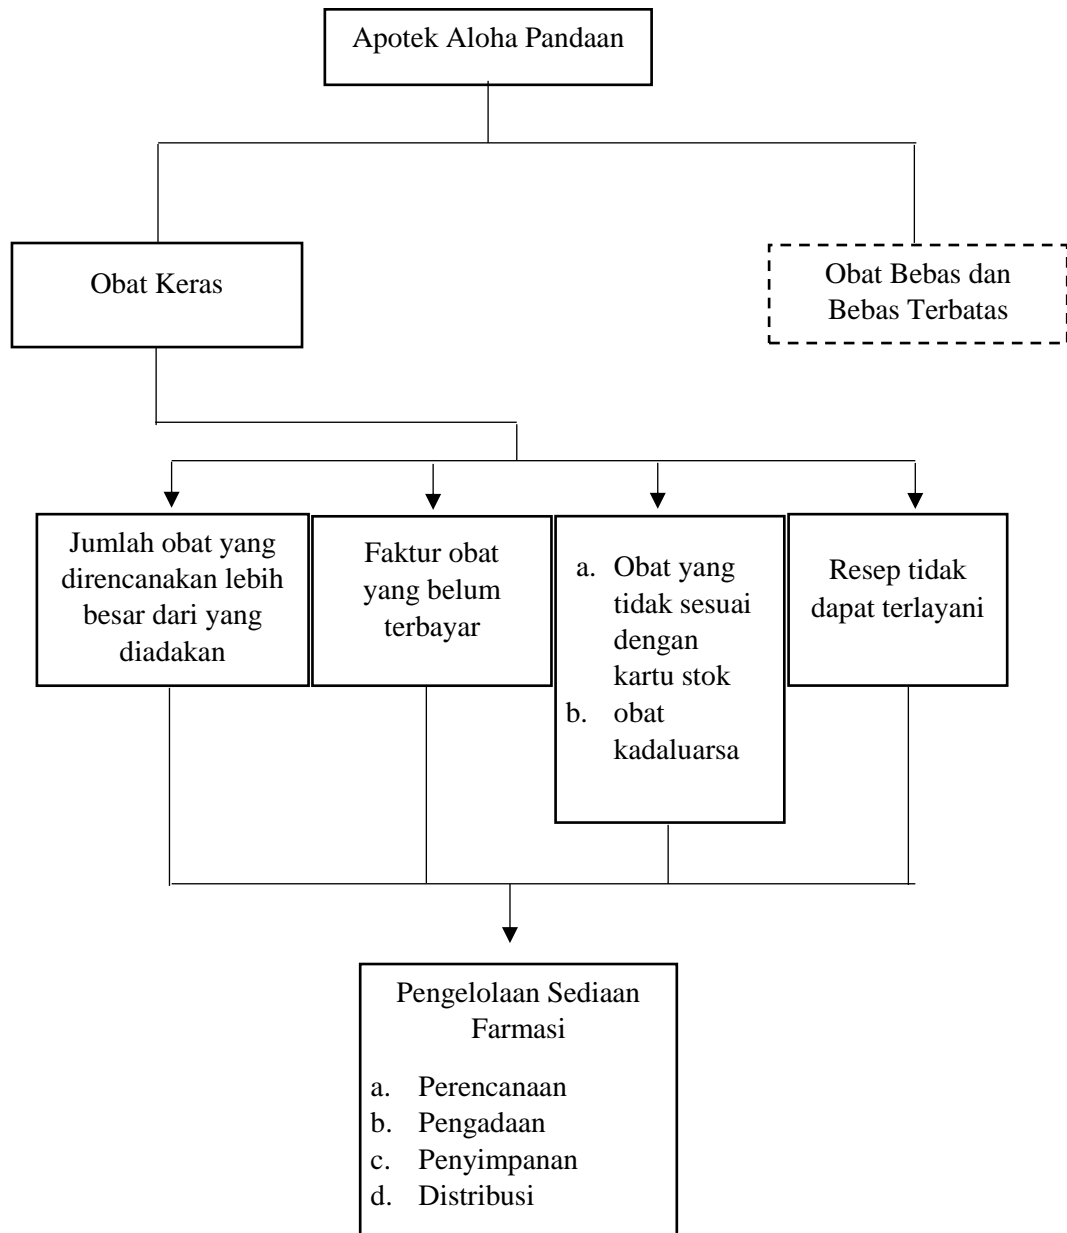 Apotek Aloha Pandaan
Obat Keras
Obat Bebas dan
Bebas Terbatas
Jumlah obat yang
direncanakan lebih
besar dari yang
diadakan
Faktur obat
yang belum
terbayar
a. Obat yang
tidak sesuai
dengan
kartu stok
b. obat
kadaluarsa
Resep tidak
dapat terlayani
Pengelolaan Sediaan
Farmasi
a. Perencanaan
b. Pengadaan
c. Penyimpanan
d. Distribusi